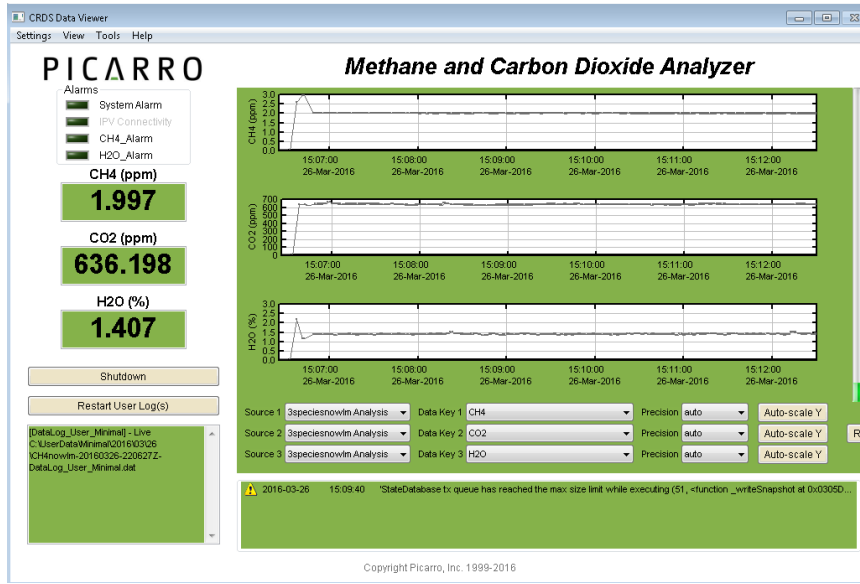 CRDS Data Viewer
Settings View Tools Help
PICARRO
Methane and Carbon Dioxide Analyzer
Alarms
System Alarm
IPV Connectivity
CH4_Alarm
H2O_Alarm
CH4 (ppm)
1.997
CO2 (ppm)
636.198
H2O (%)
1.407
Shutdown
Restart User Log(s)
[DataLog_User_Minimal] - Live
C:\UserData\Minimal\2016\03\26
\CH4nowlm-20160326-220627Z-
DataLog_User_Minimal.dat
CH4 (ppm)
3.0
2.5
2.0
1.5
1.0
0.5
0.0
15:07:00 15:08:00 15:09:00 15:10:00 15:11:00 15:12:00
26-Mar-2016 26-Mar-2016 26-Mar-2016 26-Mar-2016 26-Mar-2016 26-Mar-2016
CO2 (ppm)
700
600
500
400
300
200
100
0
15:07:00 15:08:00 15:09:00 15:10:00 15:11:00 15:12:00
26-Mar-2016 26-Mar-2016 26-Mar-2016 26-Mar-2016 26-Mar-2016 26-Mar-2016
H2O (%)
3.0
2.5
2.0
1.5
1.0
0.5
0.0
15:07:00 15:08:00 15:09:00 15:10:00 15:11:00 15:12:00
26-Mar-2016 26-Mar-2016 26-Mar-2016 26-Mar-2016 26-Mar-2016 26-Mar-2016
Source 1 3speciesnowlm Analysis Data Key 1 CH4 Precision auto Auto-scale Y
Source 2 3speciesnowlm Analysis Data Key 2 CO2 Precision auto Auto-scale Y R
Source 3 3speciesnowlm Analysis Data Key 3 H2O Precision auto Auto-scale Y
2016-03-26 15:09:40 'StateDatabase tx queue has reached the max size limit while executing (51, <function _writeSnapshot at 0x0305D...
Copyright Picarro, Inc. 1999-2016